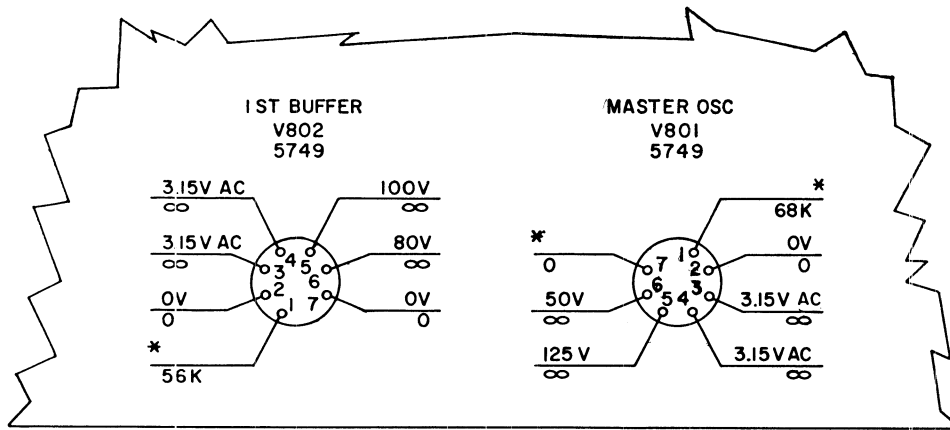 1ST BUFFER
V802
5749
3.15V AC
∞
3.15V AC
∞
0V
0
*
56K
100V
∞
80V
∞
0V
0
4 5
3 6
2 7
1
MASTER OSC
V801
5749
*
0
50V
∞
125V
∞
*
68K
0V
0
3.15V AC
∞
3.15V AC
∞
1
7 2
6 3
5 4